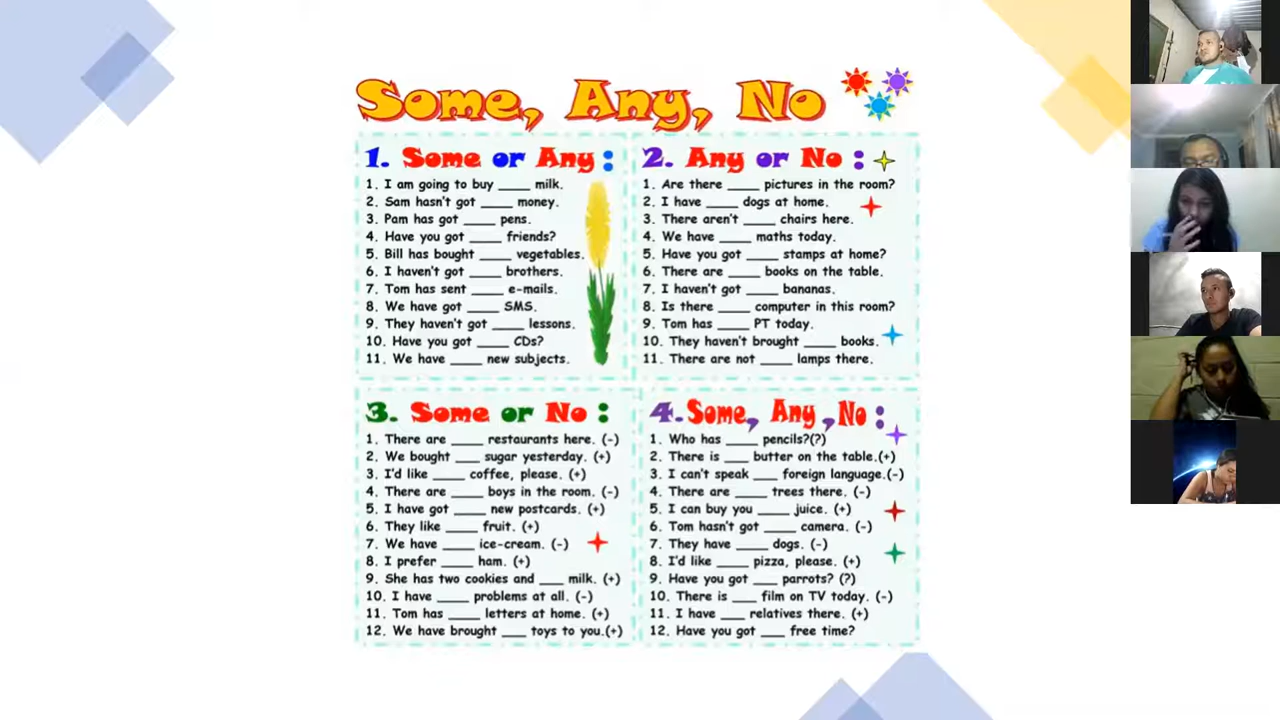 Some, Any, No
1. Some or Any :
1. I am going to buy ____ milk.
2. Sam hasn't got ____ money.
3. Pam has got ____ pens.
4. Have you got ____ friends?
5. Bill has bought ____ vegetables.
6. I haven't got ____ brothers.
7. Tom has sent ____ e-mails.
8. We have got ____ SMS.
9. They haven't got ____ lessons.
10. Have you got ____ CDs?
11. We have ____ new subjects.
2. Any or No :
1. Are there ____ pictures in the room?
2. I have ____ dogs at home.
3. There aren't ____ chairs here.
4. We have ____ maths today.
5. Have you got ____ stamps at home?
6. There are ____ books on the table.
7. I haven't got ____ bananas.
8. Is there ____ computer in this room?
9. Tom has ____ PT today.
10. They haven't brought ____ books.
11. There are not ____ lamps there.
3. Some or No :
1. There are ____ restaurants here. (-)
2. We bought ____ sugar yesterday. (+)
3. I'd like ____ coffee, please. (+)
4. There are ____ boys in the room. (-)
5. I have got ____ new postcards. (+)
6. They like ____ fruit. (+)
7. We have ____ ice-cream. (-)
8. I prefer ____ ham. (+)
9. She has two cookies and ____ milk. (+)
10. I have ____ problems at all. (-)
11. Tom has ____ letters at home. (+)
12. We have brought ____ toys to you.(+)
4. Some, Any ,No :
1. Who has ____ pencils?(?)
2. There is ____ butter on the table.(+)
3. I can't speak ____ foreign language.(-)
4. There are ____ trees there. (-)
5. I can buy you ____ juice. (+)
6. Tom hasn't got ____ camera. (-)
7. They have ____ dogs. (-)
8. I'd like ____ pizza, please. (+)
9. Have you got ____ parrots? (?)
10. There is ____ film on TV today. (-)
11. I have ____ relatives there. (+)
12. Have you got ____ free time?